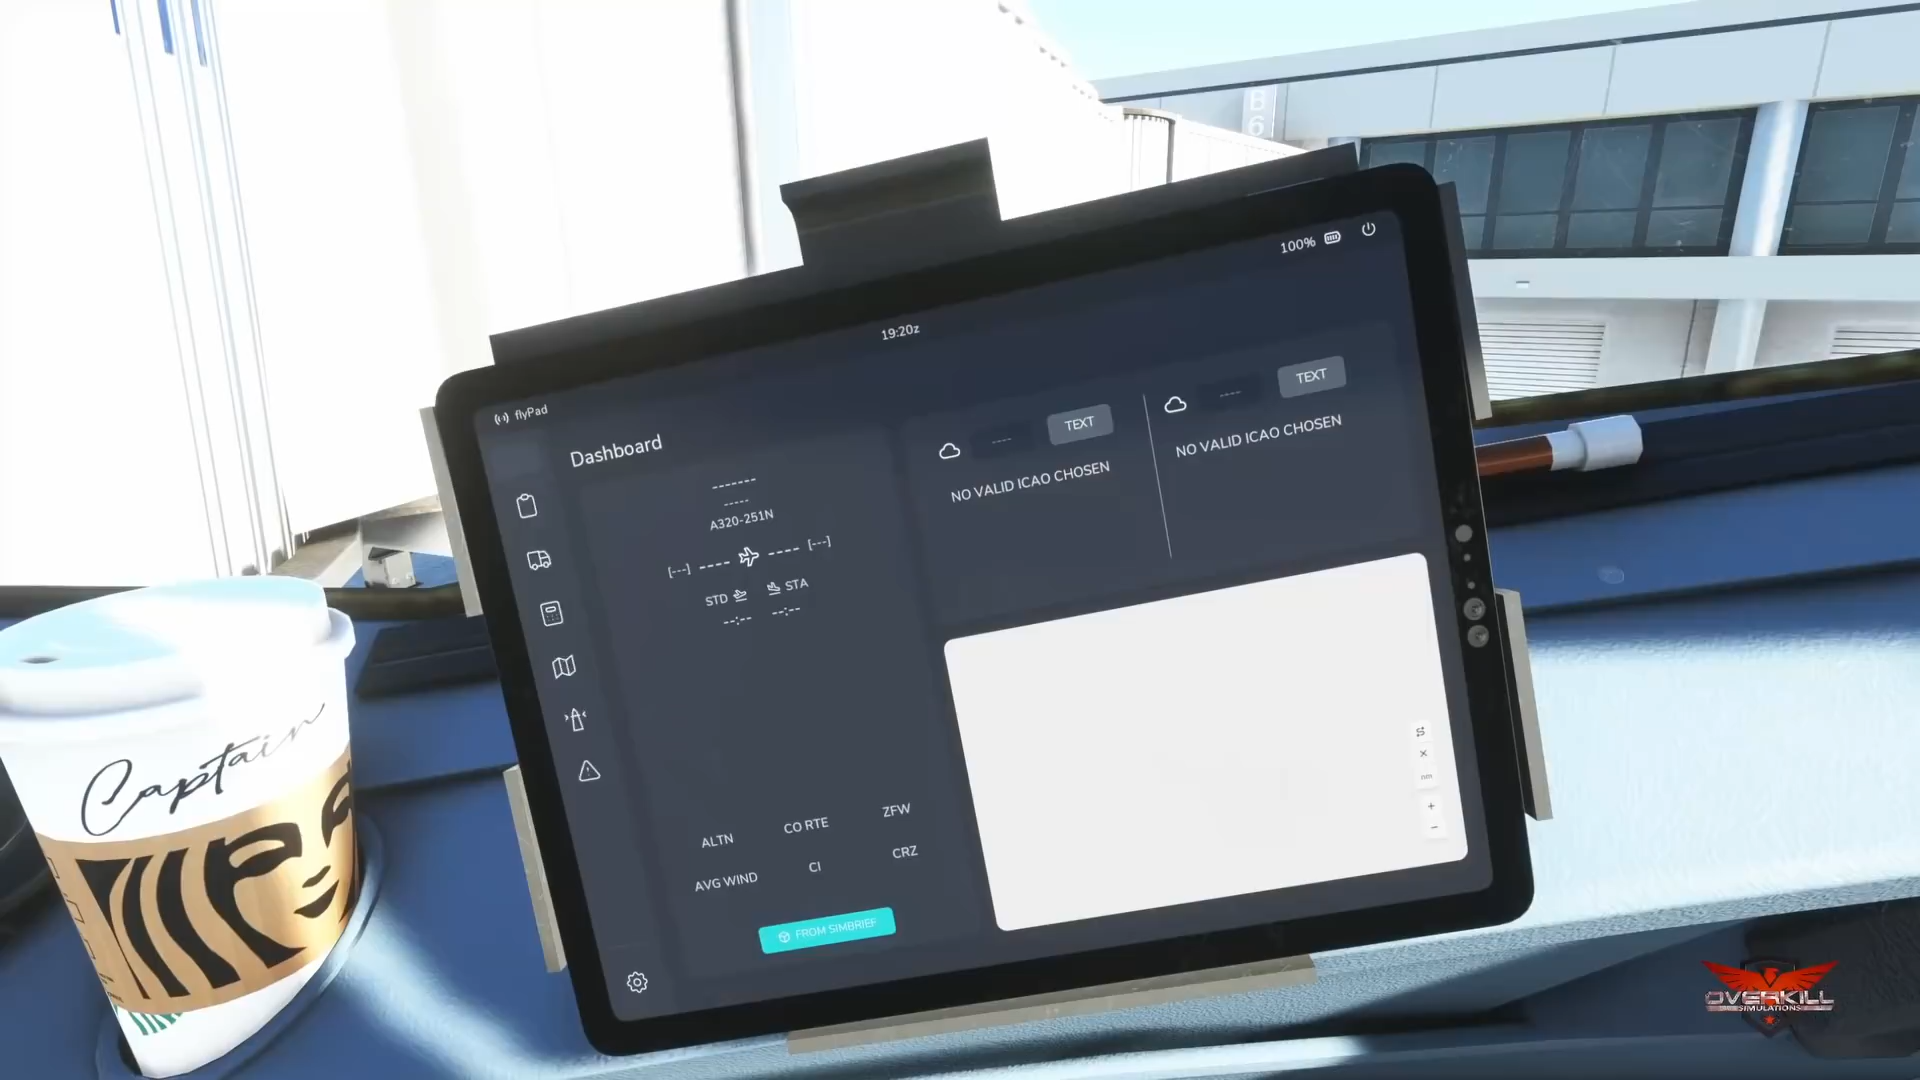 B
6
100%
19:20z
flyPad
Dashboard
-------
-----
A320-251N
[---] ---- ---- [---]
STD STA
--:-- --:--
ALTN CO RTE ZFW
AVG WIND CI CRZ
FROM SIMBRIEF
---- TEXT
NO VALID ICAO CHOSEN
---- TEXT
NO VALID ICAO CHOSEN
nm
+
-
Captain
OVERKILL
SIMULATIONS